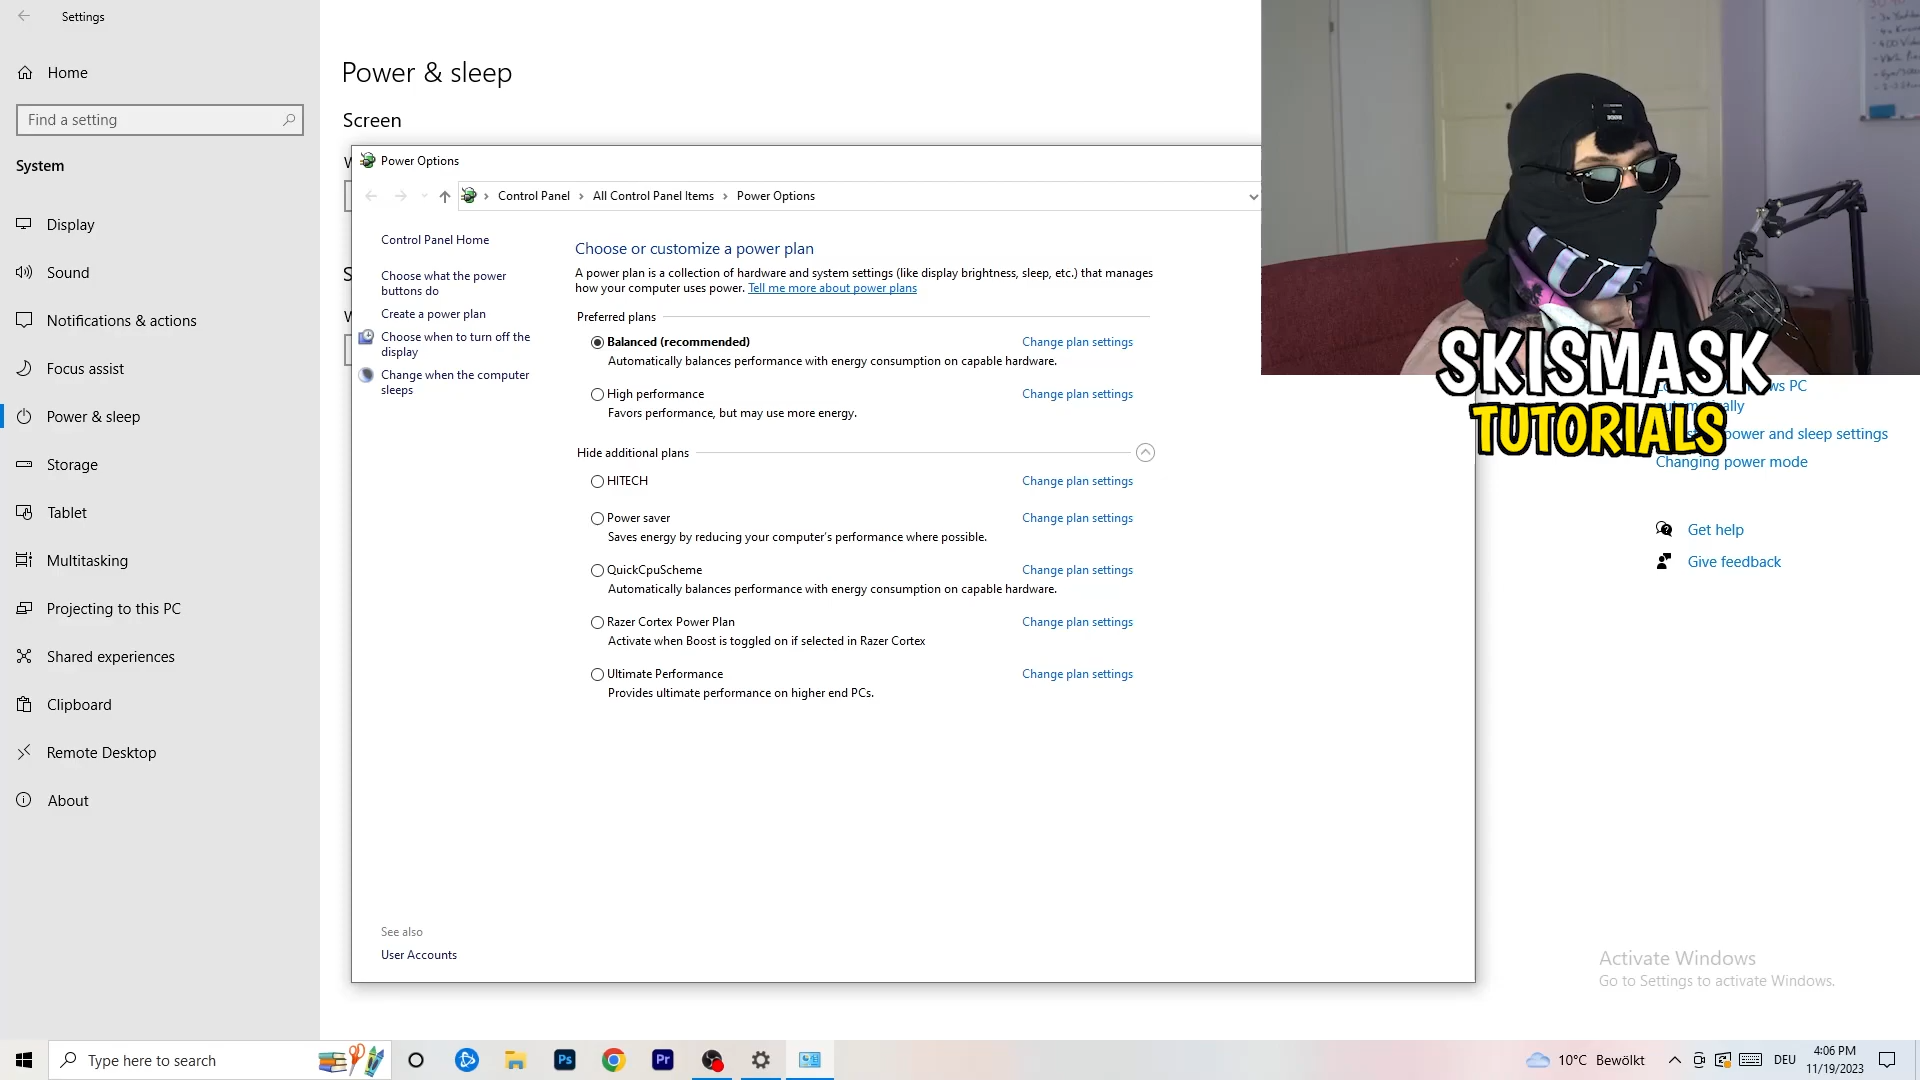 Settings
Home
Find a setting
System
Display
Sound
Notifications & actions
Focus assist
Power & sleep
Storage
Tablet
Multitasking
Projecting to this PC
Shared experiences
Clipboard
Remote Desktop
About
Power & sleep
Screen
Power Options
Control Panel › All Control Panel Items › Power Options
Control Panel Home
Choose what the power
buttons do
Create a power plan
Choose when to turn off the
display
Change when the computer
sleeps
See also
User Accounts
Choose or customize a power plan
A power plan is a collection of hardware and system settings (like display brightness, sleep, etc.) that manages
how your computer uses power. Tell me more about power plans
Preferred plans
Balanced (recommended) Change plan settings
Automatically balances performance with energy consumption on capable hardware.
High performance Change plan settings
Favors performance, but may use more energy.
Hide additional plans
HITECH Change plan settings
Power saver Change plan settings
Saves energy by reducing your computer's performance where possible.
QuickCpuScheme Change plan settings
Automatically balances performance with energy consumption on capable hardware.
Razer Cortex Power Plan Change plan settings
Activate when Boost is toggled on if selected in Razer Cortex
Ultimate Performance Change plan settings
Provides ultimate performance on higher end PCs.
SKISMASK
TUTORIALS
PC
power and sleep settings
Changing power mode
Get help
Give feedback
Activate Windows
Go to Settings to activate Windows.
Type here to search
Ps
Pr
10°C Bewölkt
DEU
4:06 PM
11/19/2023